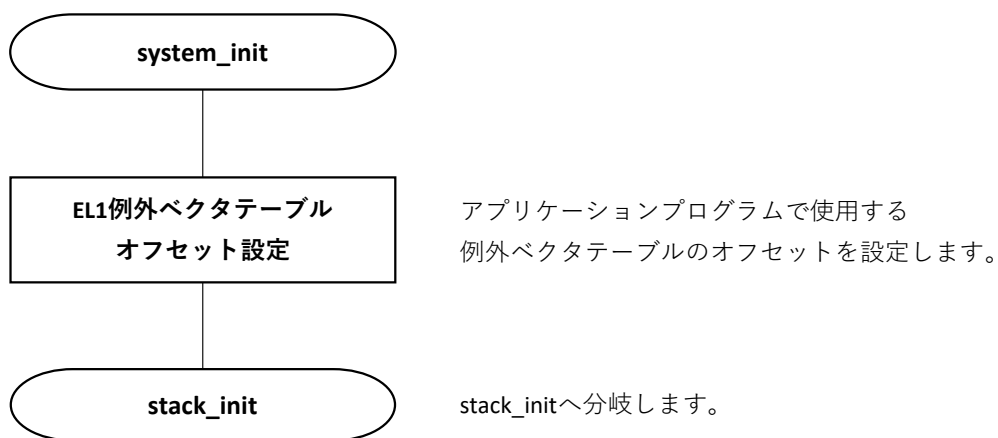 system_init
EL1例外ベクタテーブル
オフセット設定
アプリケーションプログラムで使用する
例外ベクタテーブルのオフセットを設定します。
stack_init
stack_initへ分岐します。